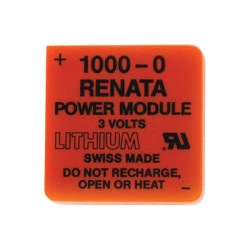 + 1000-0
RENATA
POWER MODULE
3 VOLTS
LITHIUM
SWISS MADE
DO NOT RECHARGE,
OPEN OR HEAT -